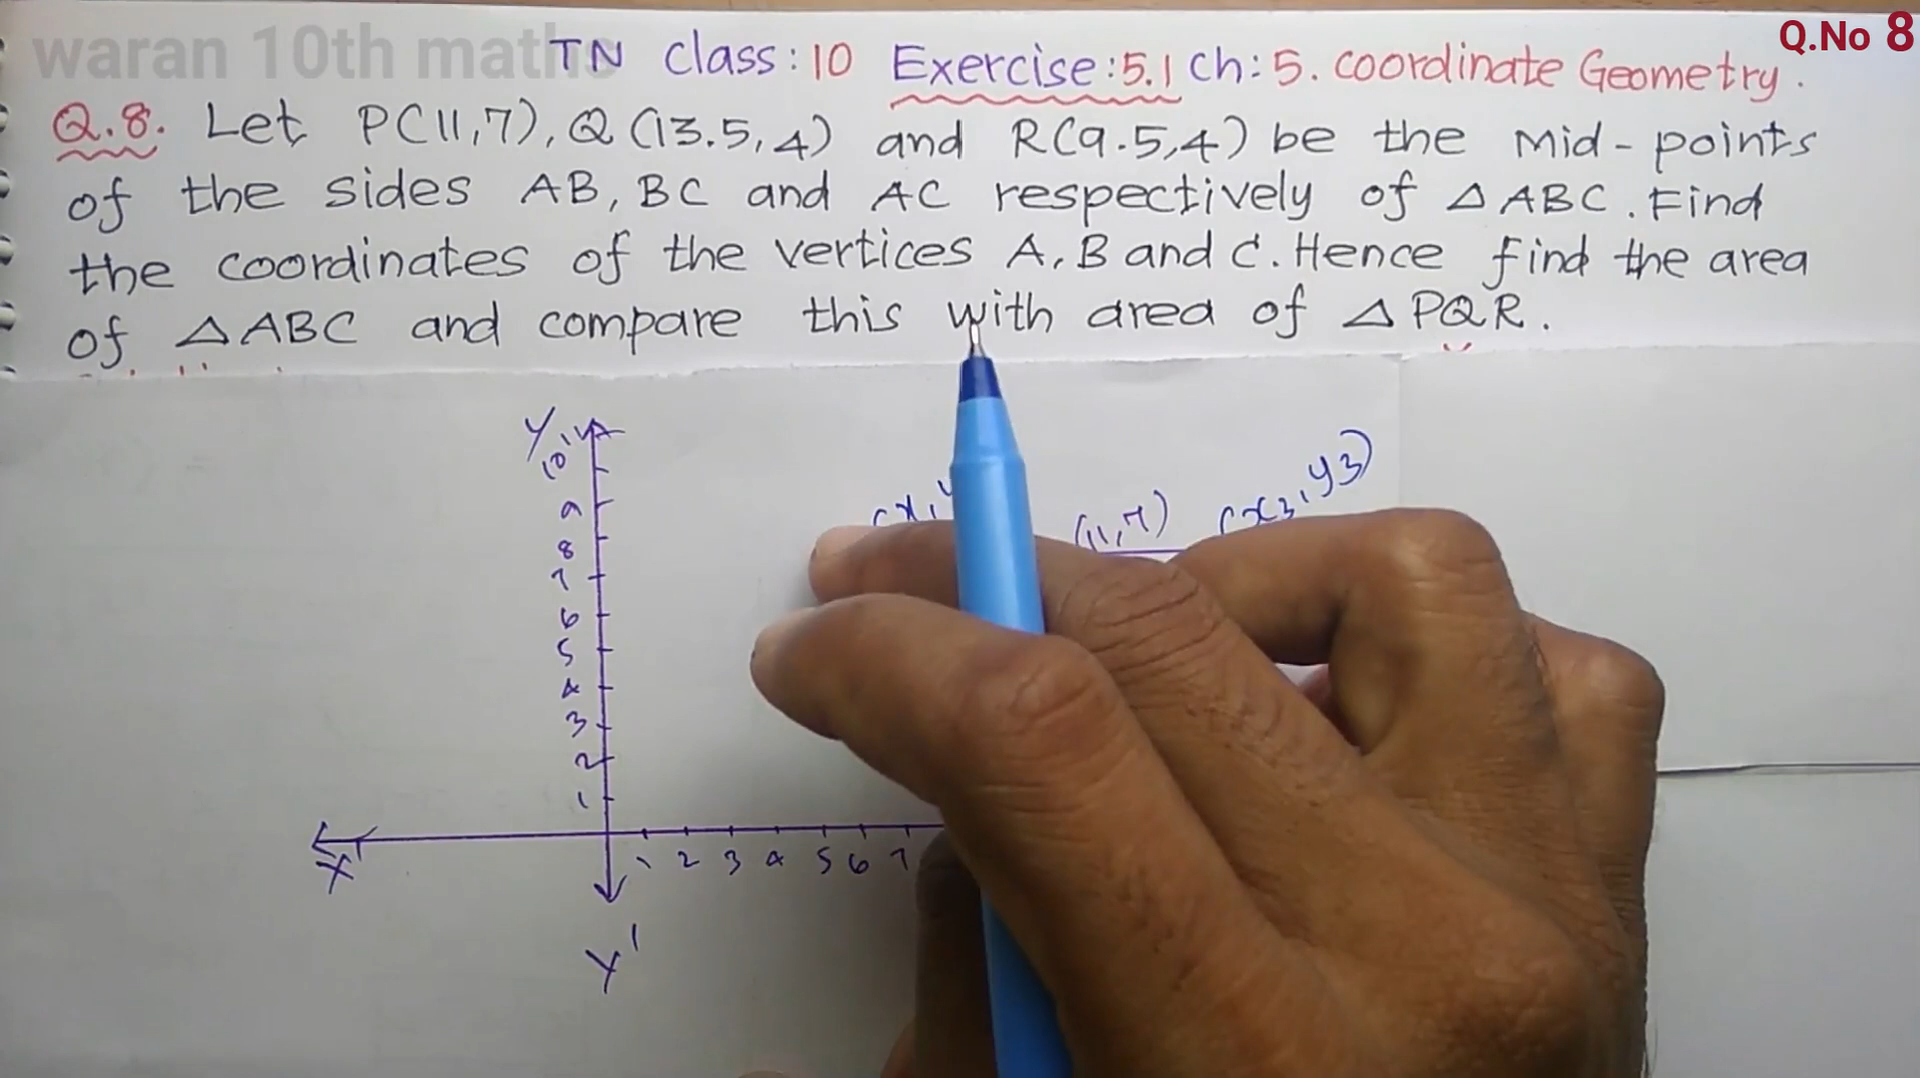 waran 10th maths
Q.No 8
TN class:10 Exercise:5.1 ch:5. coordinate Geometry.
Q.8. Let P(11,7), Q(13.5,4) and R(9.5,4) be the Mid-points
of the sides AB, BC and AC respectively of △ABC. Find
the coordinates of the vertices A, B and C. Hence find the area
of △ABC and compare this with area of △PQR.
Y
10
9
8
7
6
5
4
3
2
1
(11,7) (x3,y3)
X'
1 2 3 4 5 6 7
Y'